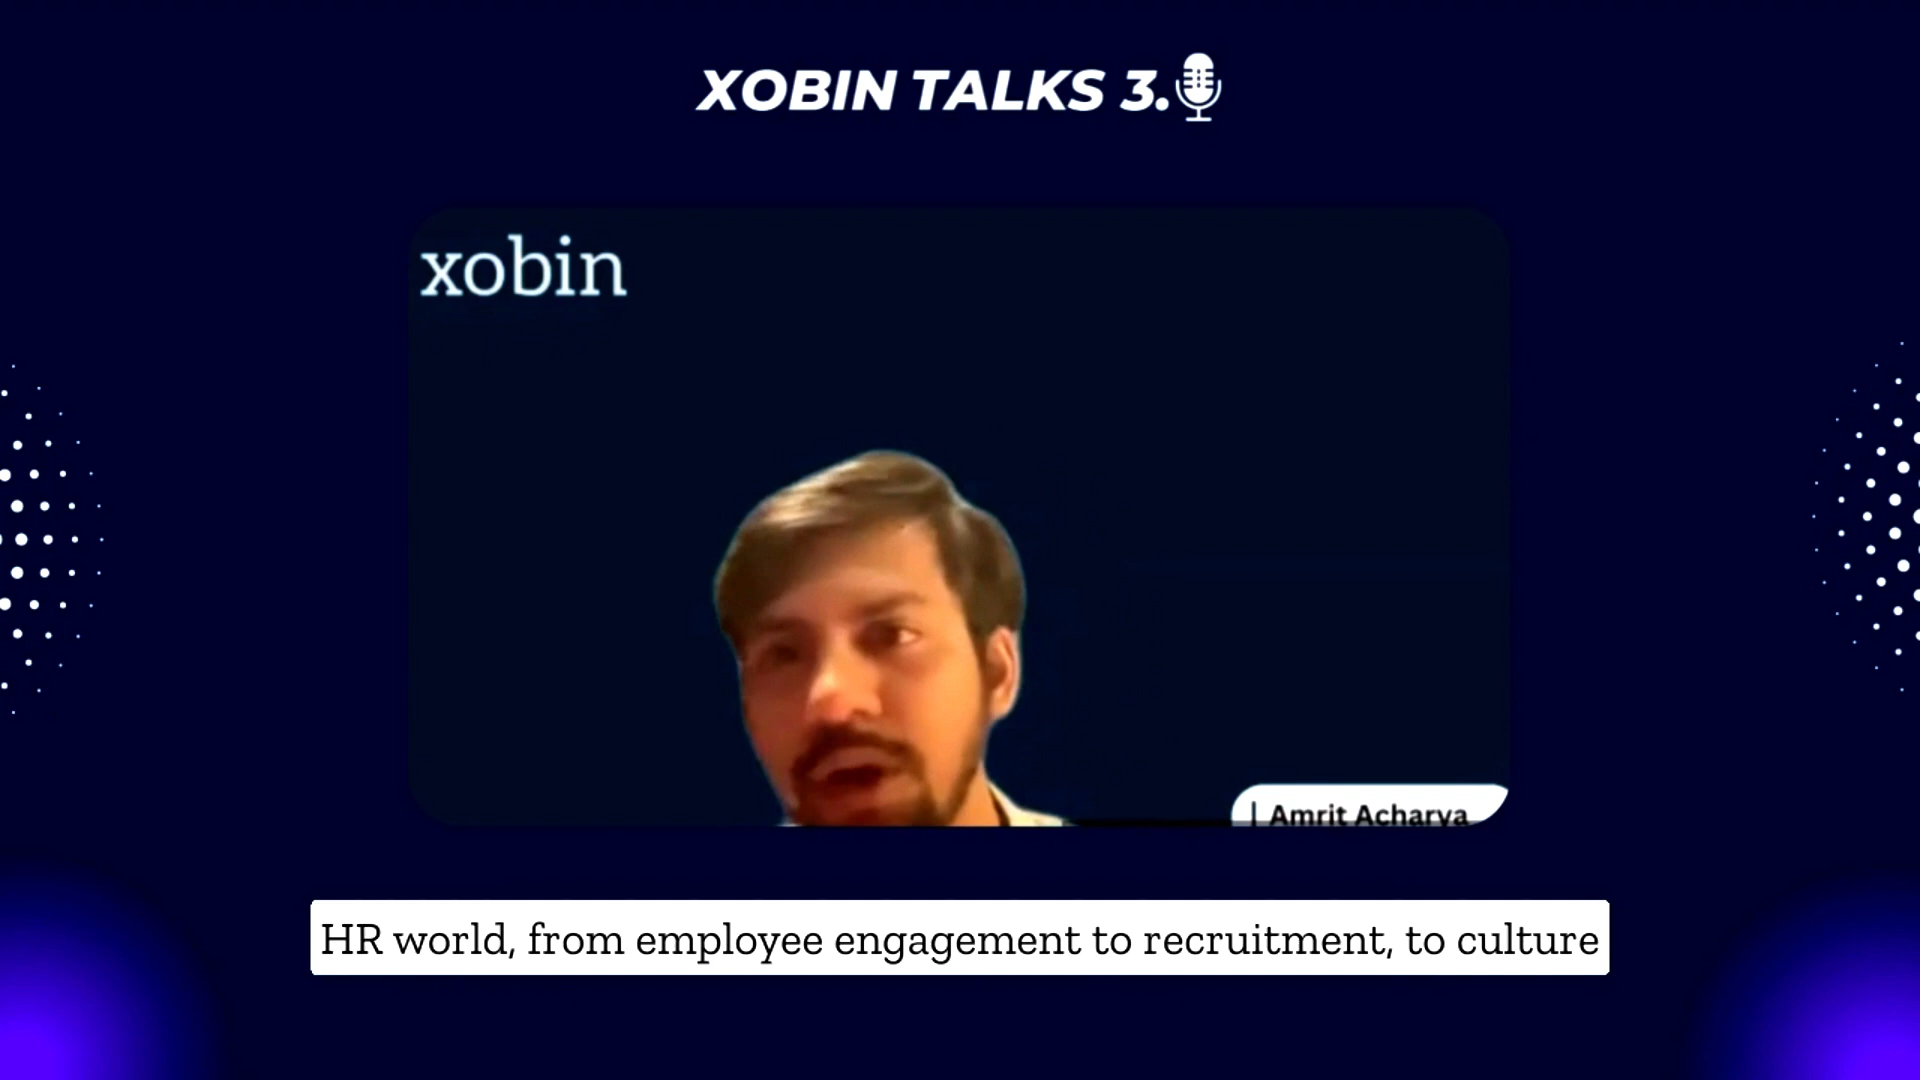 XOBIN TALKS 3.
xobin
Amrit Acharya
HR world, from employee engagement to recruitment, to culture